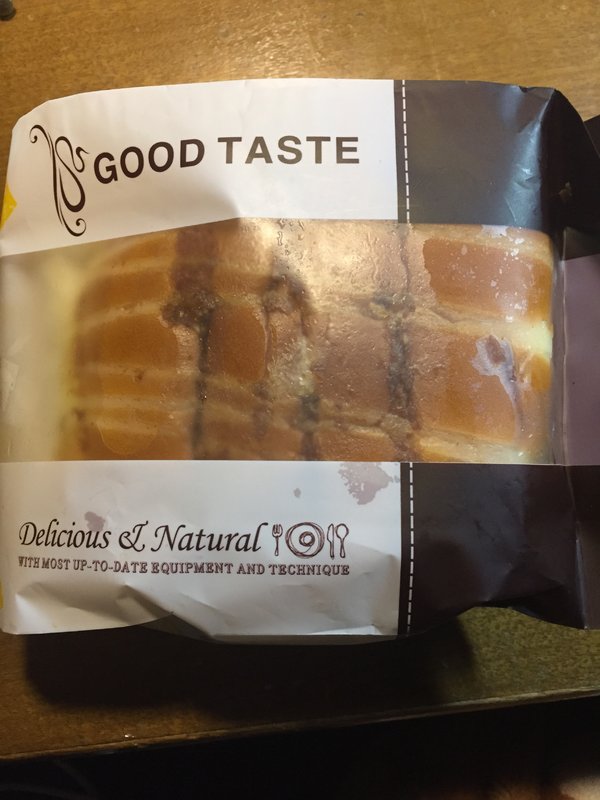 GOOD TASTE
Delicious & Natural
WITH MOST UP-TO-DATE EQUIPMENT AND TECHNIQUE